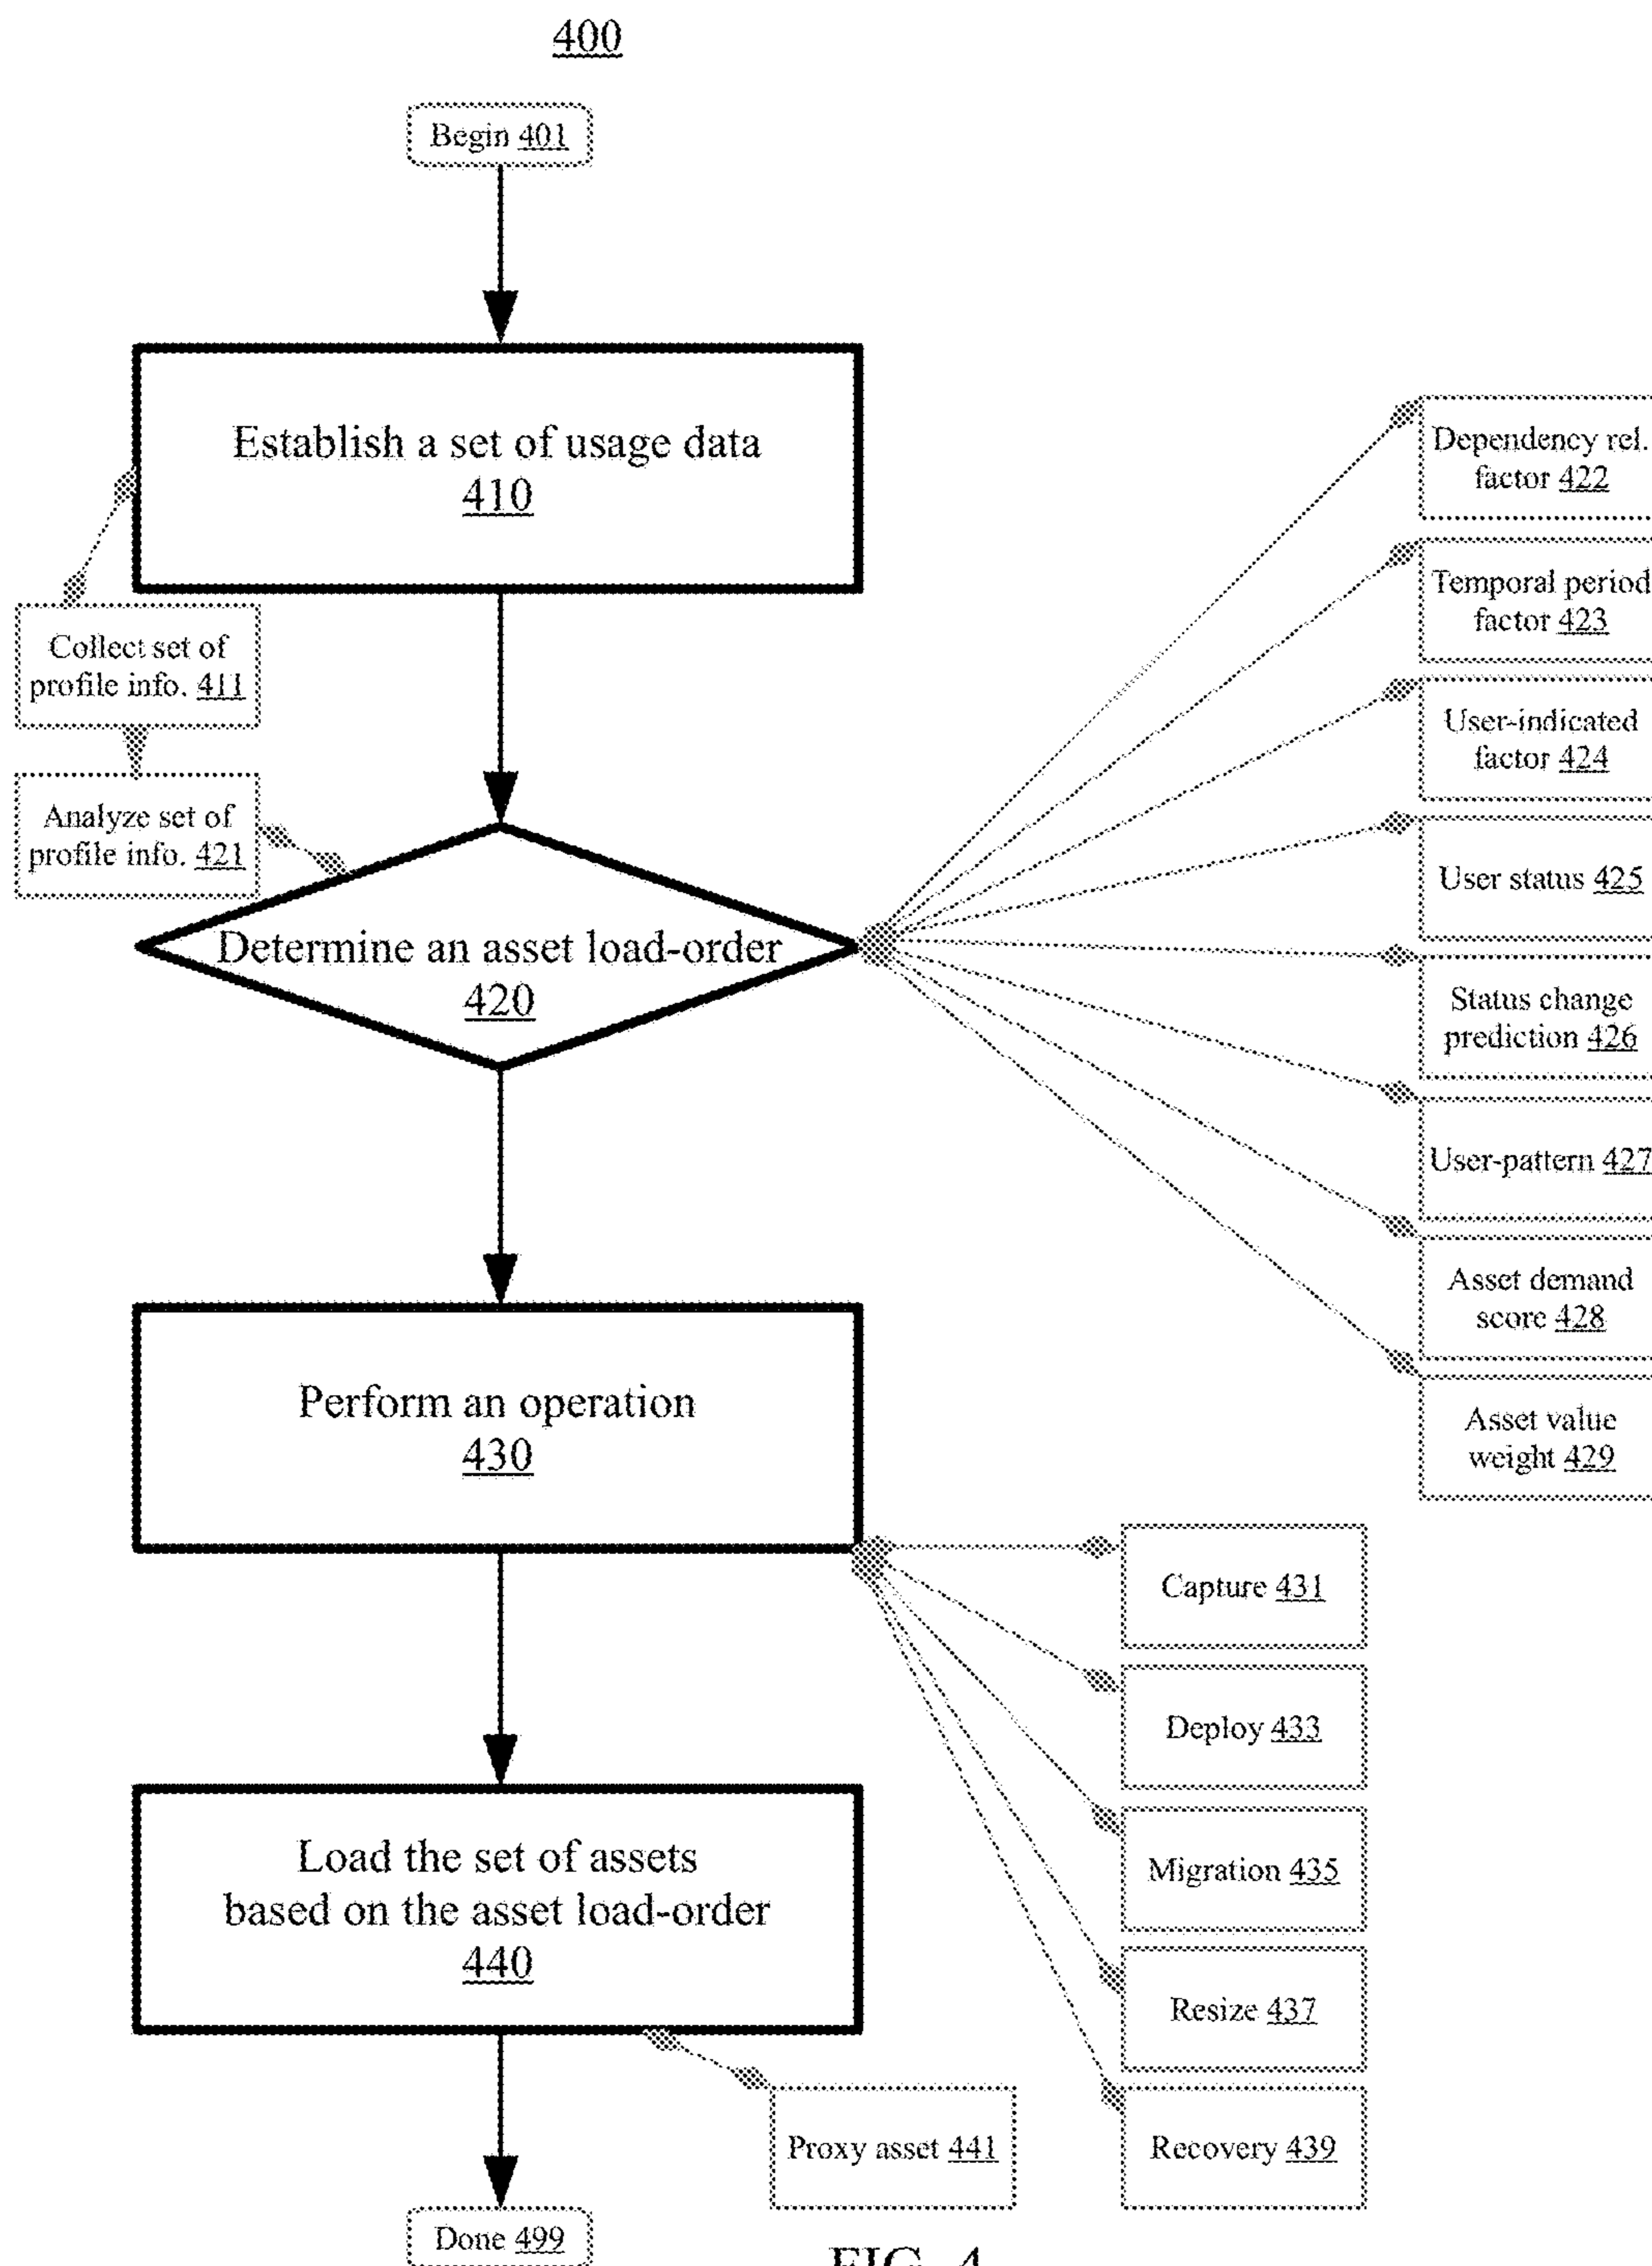 400
Begin 401
Establish a set of usage data
410
Collect set of
profile info. 411
Analyze set of
profile info. 421
Determine an asset load-order
420
Dependency rel.
factor 422
Temporal period
factor 423
User-indicated
factor 424
User status 425
Status change
prediction 426
User-pattern 427
Asset demand
score 428
Asset value
weight 429
Perform an operation
430
Capture 431
Deploy 433
Migration 435
Resize 437
Recovery 439
Load the set of assets
based on the asset load-order
440
Proxy asset 441
Done 499
FIG. 4